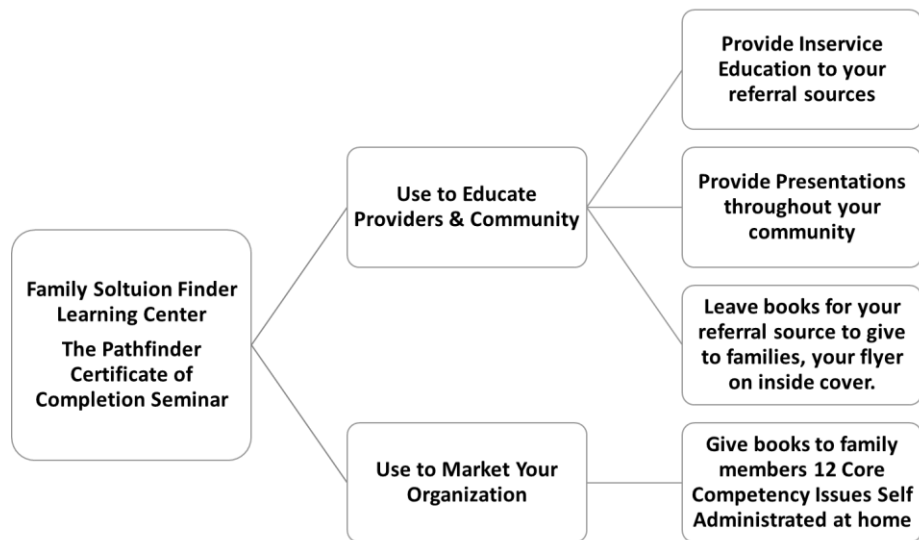 Family Soltuion Finder
Learning Center
The Pathfinder
Certificate of
Completion Seminar
Use to Educate
Providers & Community
Provide Inservice
Education to your
referral sources
Provide Presentations
throughout your
community
Leave books for your
referral source to give
to families, your flyer
on inside cover.
Use to Market Your
Organization
Give books to family
members 12 Core
Competency Issues Self
Administrated at home